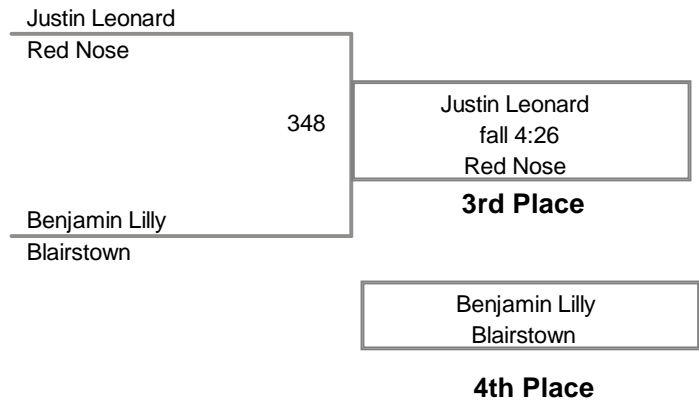 Justin Leonard
Red Nose
348
Justin Leonard
fall 4:26
Red Nose
3rd Place
Benjamin Lilly
Blairstown
Benjamin Lilly
Blairstown
4th Place